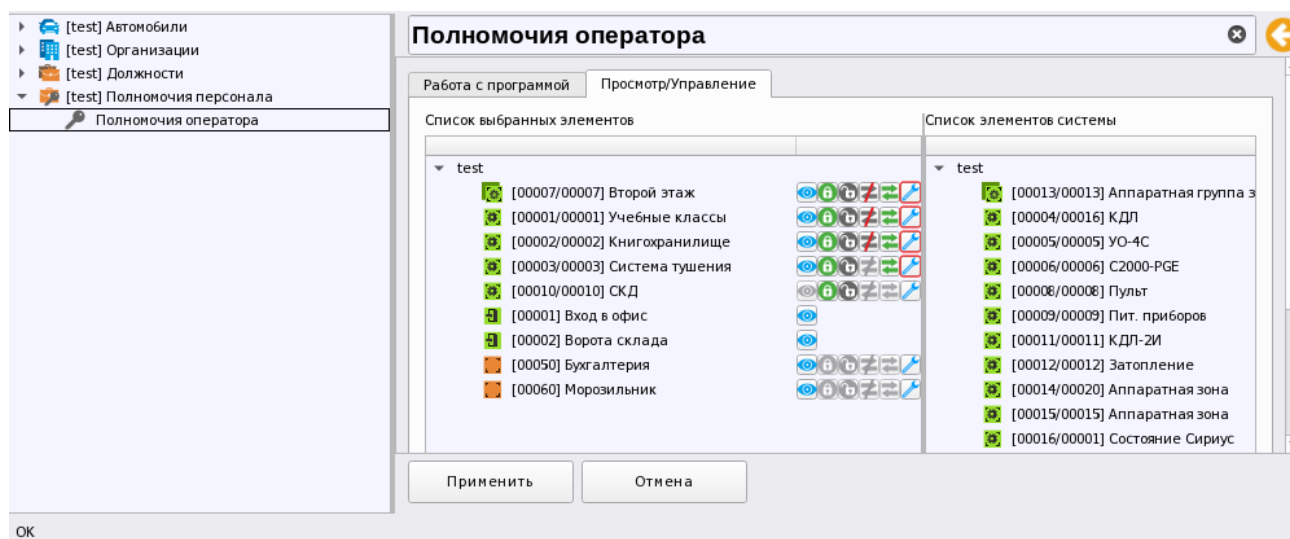 [test] Автомобили
[test] Организации
[test] Должности
[test] Полномочия персонала
Полномочия оператора
Полномочия оператора
Работа с программой
Просмотр/Управление
Список выбранных элементов
test
[00007/00007] Второй этаж
[00001/00001] Учебные классы
[00002/00002] Книгохранилище
[00003/00003] Система тушения
[00010/00010] СКД
[00001] Вход в офис
[00002] Ворота склада
[00050] Бухгалтерия
[00060] Морозильник
Список элементов системы
test
[00013/00013] Аппаратная группа з
[00004/00016] КДЛ
[00005/00005] УО-4С
[00006/00006] С2000-PGE
[00008/00008] Пульт
[00009/00009] Пит. приборов
[00011/00011] КДЛ-2И
[00012/00012] Затопление
[00014/00020] Аппаратная зона
[00015/00015] Аппаратная зона
[00016/00001] Состояние Сириус
Применить
Отмена
ОК